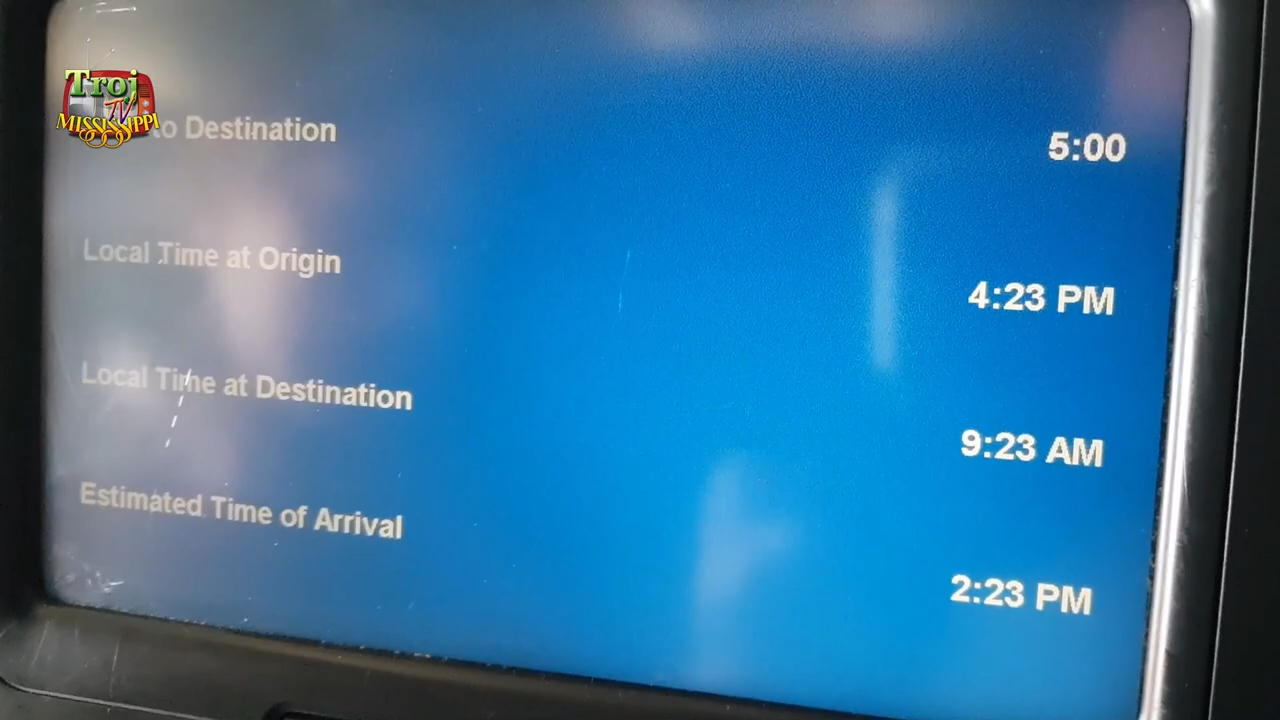 Troj
TV
MISSISSIPPI
to Destination
5:00
Local Time at Origin
4:23 PM
Local Time at Destination
9:23 AM
Estimated Time of Arrival
2:23 PM